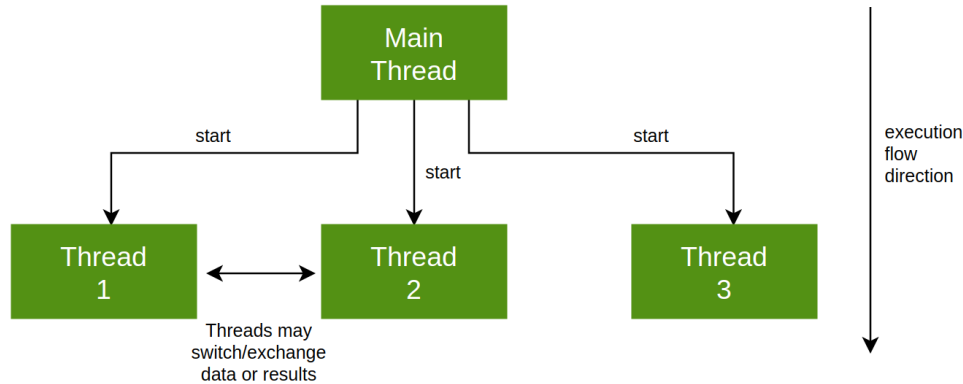 Main
Thread
start
start
start
execution
flow
direction
Thread
1
Thread
2
Thread
3
Threads may
switch/exchange
data or results